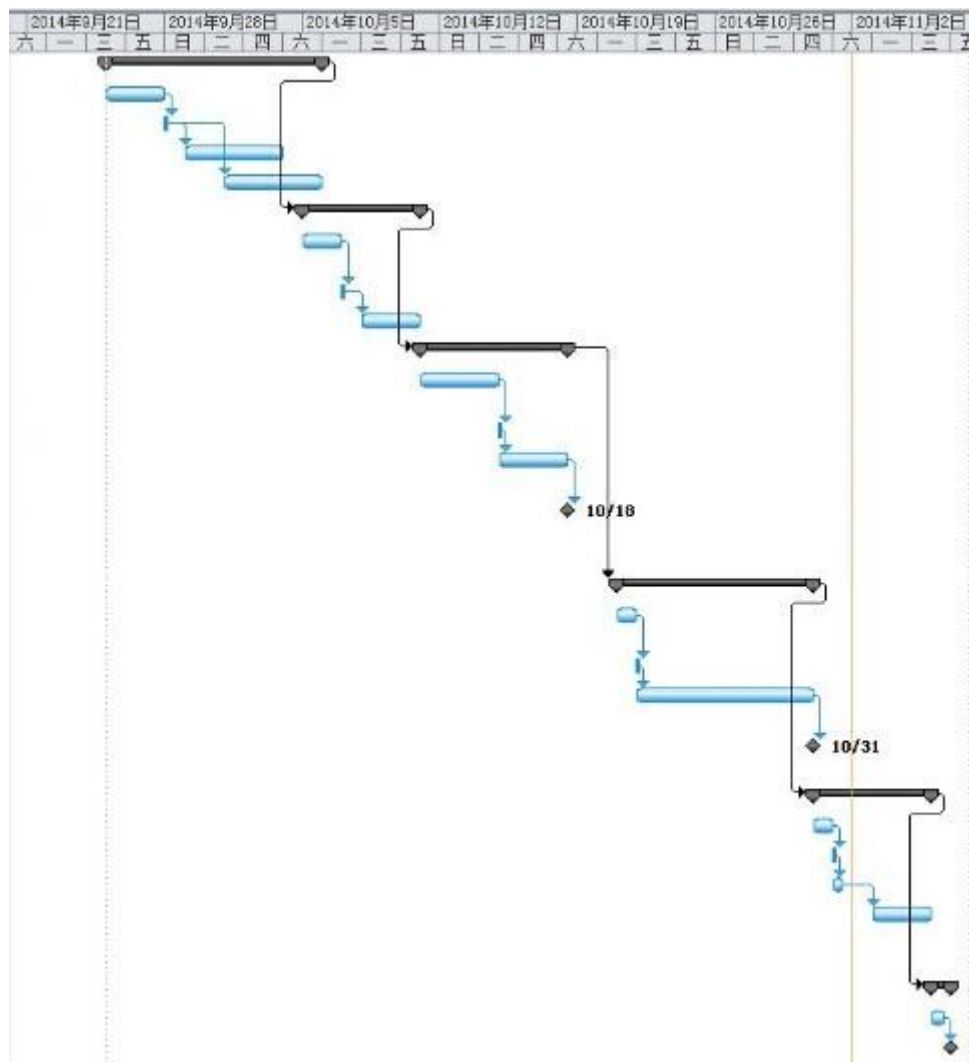 2014年9月21日 2014年9月28日 2014年10月5日 2014年10月12日 2014年10月19日 2014年10月26日 2014年11月2日
六 一 三 五 日 二 四 六 一 三 五 日 二 四 六 一 三 五 日 二 四 六 一 三 五
10/18
10/31